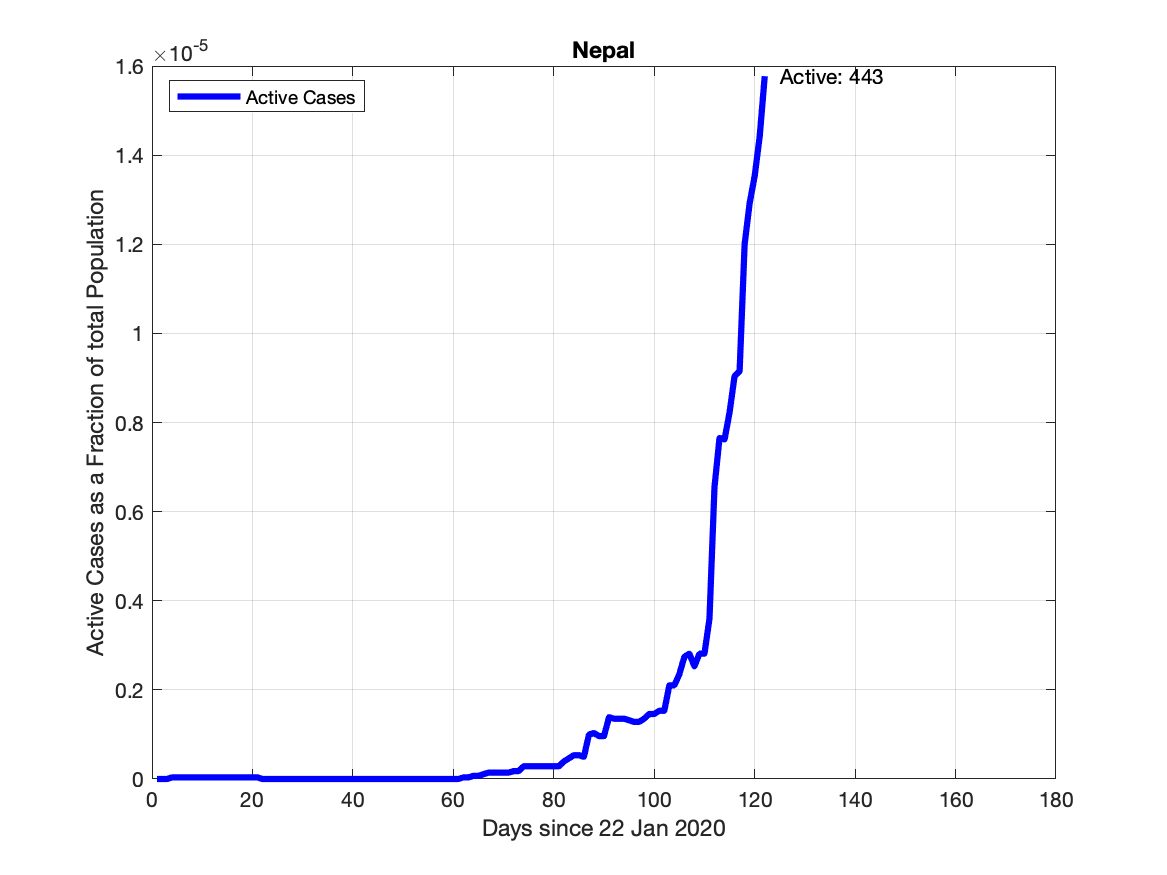 Nepal
×10-5
Active Cases
Active: 443
Active Cases as a Fraction of total Population
1.6
1.4
1.2
1
0.8
0.6
0.4
0.2
0
0 20 40 60 80 100 120 140 160 180
Days since 22 Jan 2020